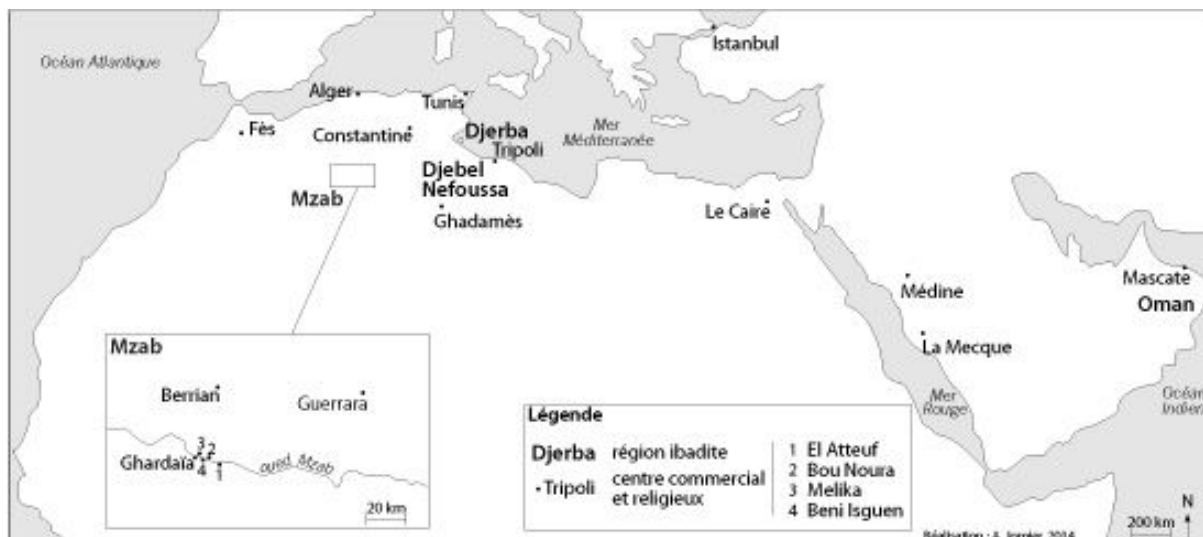 Istanbul
Océan Atlantique
Alger
Tunis
Fès
Constantine
Djerba
Tripoli
Mer
Méditerranée
Djebel
Nefoussa
Mzab
Ghadamès
Le Caire
Médine
Mascate
Oman
La Mecque
Mer
Rouge
Océan
Indien
Mzab
Berrian
Guerrara
3
2
Ghardaïa
4
1
oued Mzab
20 km
Légende
Djerba région ibadite
Tripoli centre commercial
et religieux
1 El Atteuf
2 Bou Noura
3 Melika
4 Beni Isguen
N
200 km
Réalisation : A. Jomier, 2014